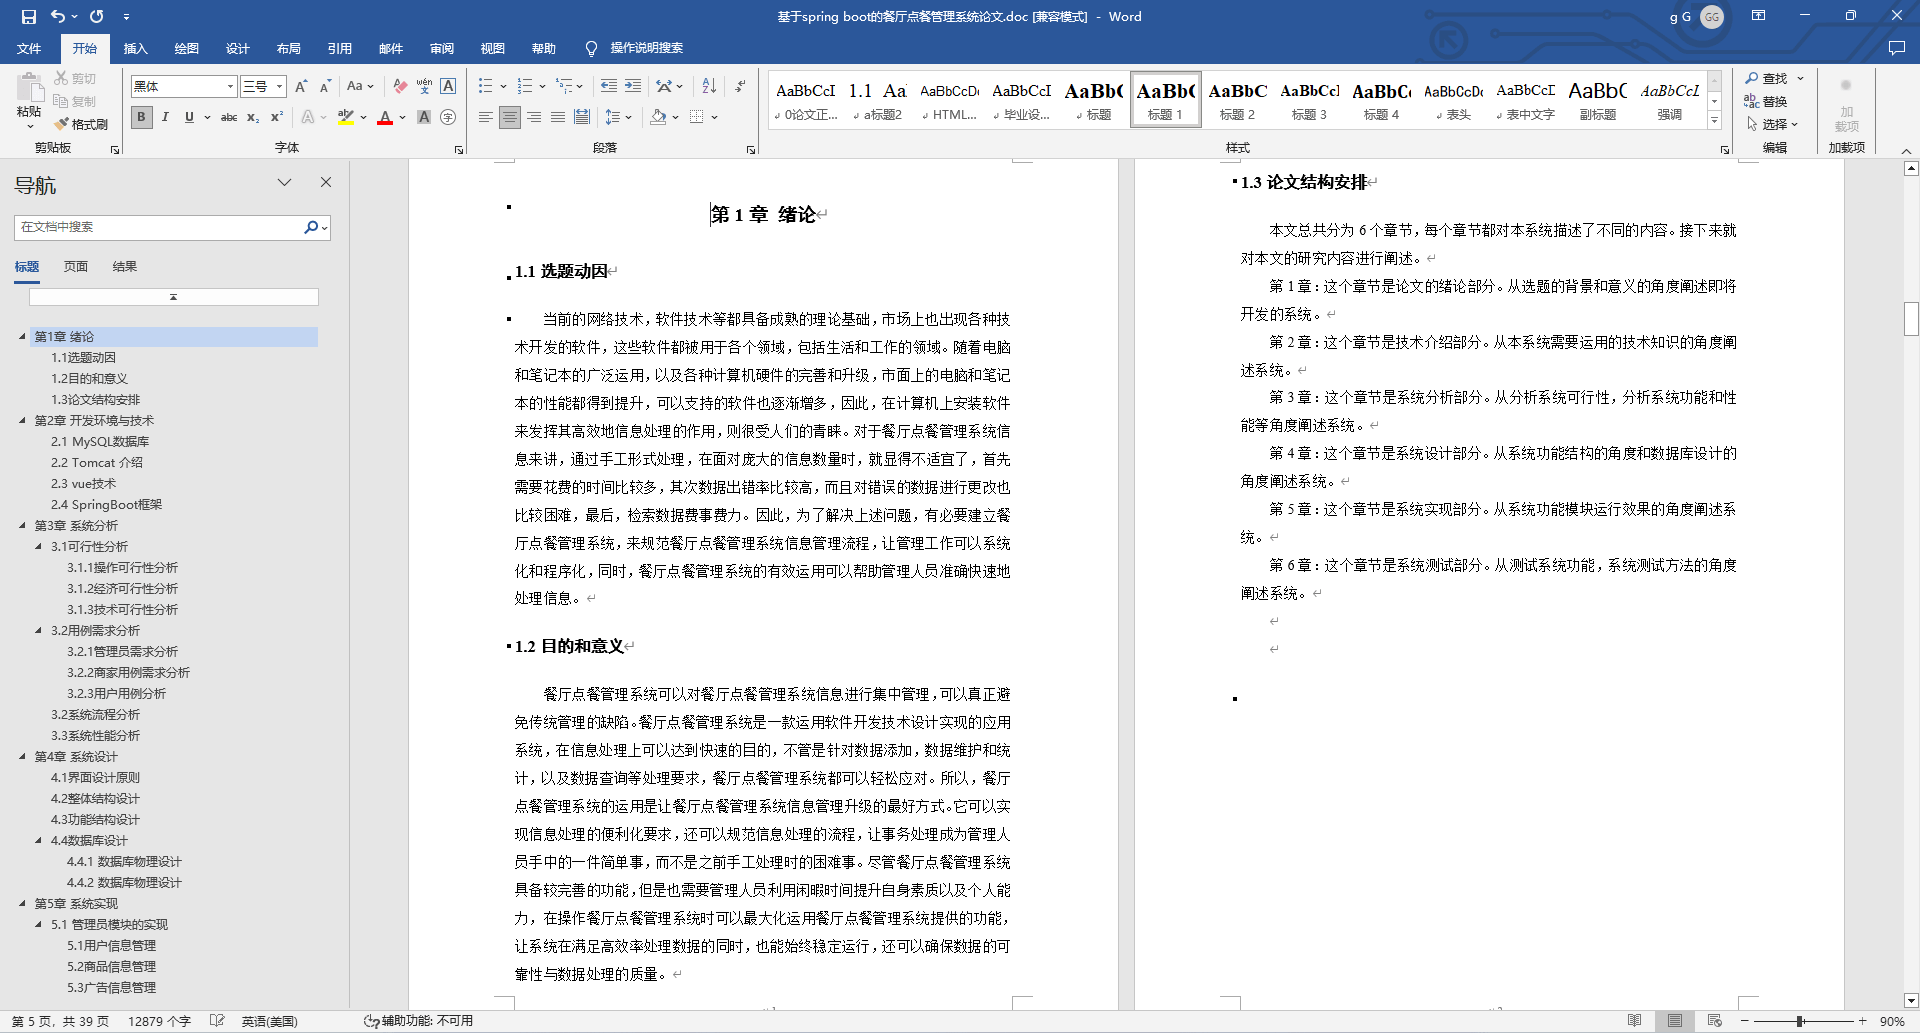 基于spring boot的餐厅点餐管理系统论文.doc [兼容模式] - Word
g G
GG
文件 开始 插入 绘图 设计 布局 引用 邮件 审阅 视图 帮助 操作说明搜索
粘贴
剪切
复制
格式刷
剪贴板
黑体 三号
字体
段落
AaBbCcI 0论文正...
1.1 Aa a标题2
AaBbCcDc HTML...
AaBbCcI 毕业设...
AaBbC 标题
AaBbC 标题 1
AaBbC 标题 2
AaBbCcI 标题 3
AaBbC 标题 4
AaBbCcDc 表头
AaBbCcI 表中文字
AaBbC 副标题
AaBbCcL 强调
样式
查找
替换
选择
编辑
加载项
加载项
导航
在文档中搜索
标题 页面 结果
第1章 绪论
1.1选题动因
1.2目的和意义
1.3论文结构安排
第2章 开发环境与技术
2.1 MySQL数据库
2.2 Tomcat 介绍
2.3 vue技术
2.4 SpringBoot框架
第3章 系统分析
3.1可行性分析
3.1.1操作可行性分析
3.1.2经济可行性分析
3.1.3技术可行性分析
3.2用例需求分析
3.2.1管理员需求分析
3.2.2商家用例需求分析
3.2.3用户用例分析
3.2系统流程分析
3.3系统性能分析
第4章 系统设计
4.1界面设计原则
4.2整体结构设计
4.3功能结构设计
4.4数据库设计
4.4.1 数据库物理设计
4.4.2 数据库物理设计
第5章 系统实现
5.1 管理员模块的实现
5.1用户信息管理
5.2商品信息管理
5.3广告信息管理
第 1 章 绪论
1.1 选题动因
当前的网络技术，软件技术等都具备成熟的理论基础，市场上也出现各种技
术开发的软件，这些软件都被用于各个领域，包括生活和工作的领域。随着电脑
和笔记本的广泛运用，以及各种计算机硬件的完善和升级，市面上的电脑和笔记
本的性能都得到提升，可以支持的软件也逐渐增多，因此，在计算机上安装软件
来发挥其高效地信息处理的作用，则很受人们的青睐。对于餐厅点餐管理系统信
息来讲，通过手工形式处理，在面对庞大的信息数量时，就显得不适宜了，首先
需要花费的时间比较多，其次数据出错率比较高，而且对错误的数据进行更改也
比较困难，最后，检索数据费事费力。因此，为了解决上述问题，有必要建立餐
厅点餐管理系统，来规范餐厅点餐管理系统信息管理流程，让管理工作可以系统
化和程序化，同时，餐厅点餐管理系统的有效运用可以帮助管理人员准确快速地
处理信息。
1.2 目的和意义
餐厅点餐管理系统可以对餐厅点餐管理系统信息进行集中管理，可以真正避
免传统管理的缺陷。餐厅点餐管理系统是一款运用软件开发技术设计实现的应用
系统，在信息处理上可以达到快速的目的，不管是针对数据添加，数据维护和统
计，以及数据查询等处理要求，餐厅点餐管理系统都可以轻松应对。所以，餐厅
点餐管理系统的运用是让餐厅点餐管理系统信息管理升级的最好方式。它可以实
现信息处理的便利化要求，还可以规范信息处理的流程，让事务处理成为管理人
员手中的一件简单事，而不是之前手工处理时的困难事。尽管餐厅点餐管理系统
具备较完善的功能，但是也需要管理人员利用闲暇时间提升自身素质以及个人能
力，在操作餐厅点餐管理系统时可以最大化运用餐厅点餐管理系统提供的功能，
让系统在满足高效率处理数据的同时，也能始终稳定运行，还可以确保数据的可
靠性与数据处理的质量。
1.3 论文结构安排
本文总共分为 6 个章节，每个章节都对本系统描述了不同的内容。接下来就
对本文的研究内容进行阐述。
第 1 章：这个章节是论文的绪论部分。从选题的背景和意义的角度阐述即将
开发的系统。
第 2 章：这个章节是技术介绍部分。从本系统需要运用的技术知识的角度阐
述系统。
第 3 章：这个章节是系统分析部分。从分析系统可行性，分析系统功能和性
能等角度阐述系统。
第 4 章：这个章节是系统设计部分。从系统功能结构的角度和数据库设计的
角度阐述系统。
第 5 章：这个章节是系统实现部分。从系统功能模块运行效果的角度阐述系
统。
第 6 章：这个章节是系统测试部分。从测试系统功能，系统测试方法的角度
阐述系统。
第 5 页，共 39 页 12879 个字 英语(美国) 辅助功能: 不可用 90%